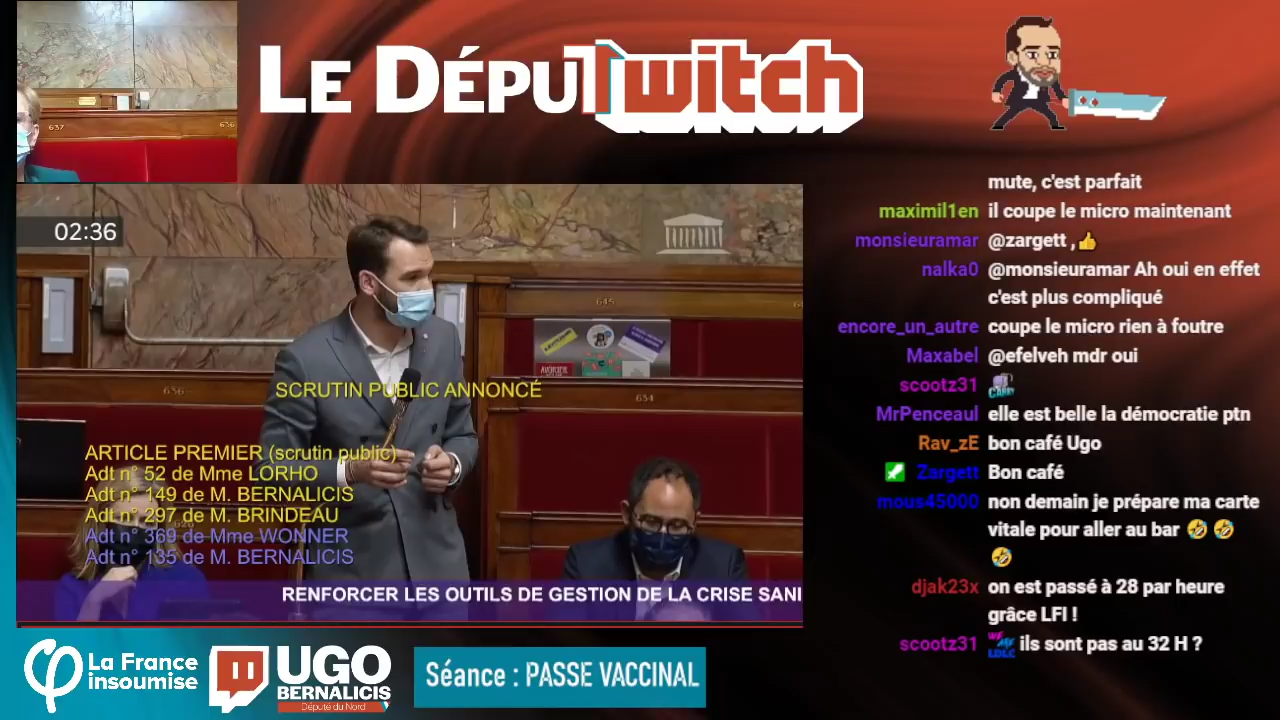 LE DÉPUTwitch
637
636
02:36
645
636
634
SCRUTIN PUBLIC ANNONCÉ
ARTICLE PREMIER (scrutin public)
Adt n° 52 de Mme LORHO
Adt n° 149 de M. BERNALICIS
Adt n° 297 de M. BRINDEAU
Adt n° 369 de Mme WONNER
Adt n° 135 de M. BERNALICIS
RENFORCER LES OUTILS DE GESTION DE LA CRISE SANI
mute, c'est parfait
maximil1en il coupe le micro maintenant
monsieuramar @zargett ,👍
nalka0 @monsieuramar Ah oui en effet
c'est plus compliqué
encore_un_autre coupe le micro rien à foutre
Maxabel @efelveh mdr oui
scootz31
MrPenceaul elle est belle la démocratie ptn
Rav_zE bon café Ugo
Zargett Bon café
mous45000 non demain je prépare ma carte
vitale pour aller au bar 🤣 🤣
🤣
djak23x on est passé à 28 par heure
grâce LFI !
scootz31 ils sont pas au 32 H ?
La France
insoumise
UGO
BERNALICIS
Député du Nord
Séance : PASSE VACCINAL